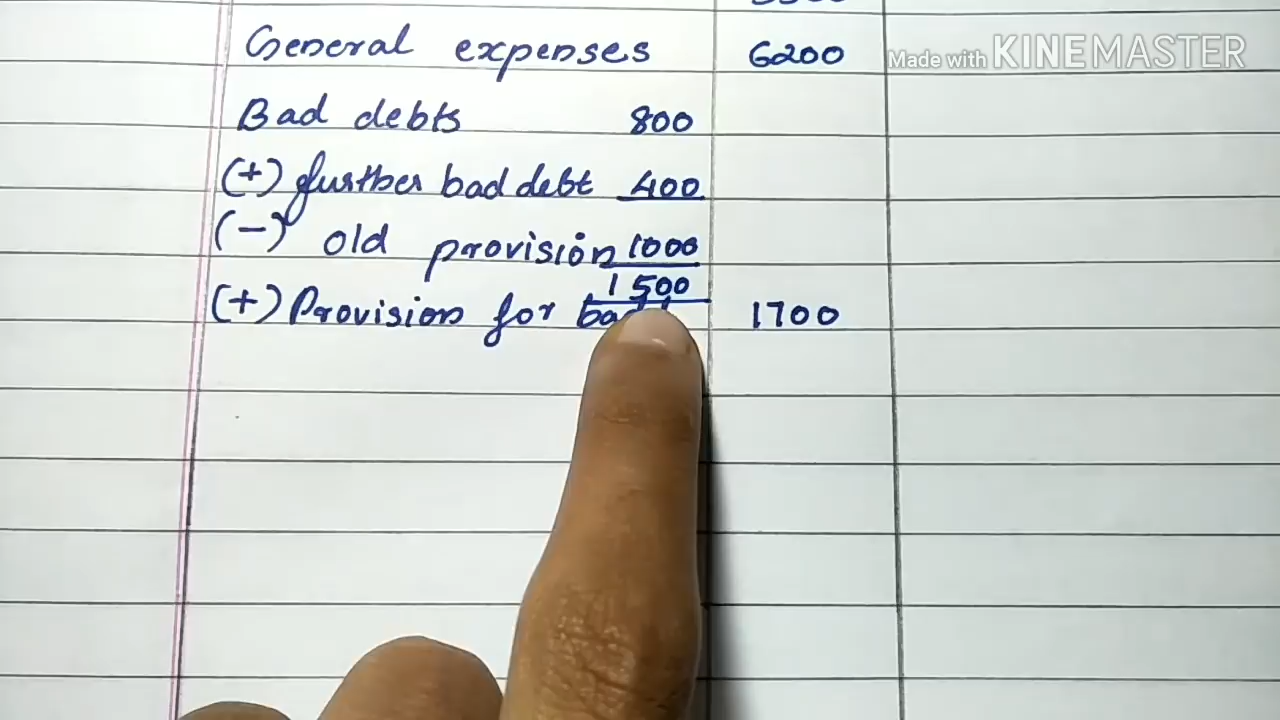 General expenses 6200
Made with KINEMASTER
Bad debts 800
(+) further bad debt 400
(-) old provision 1000
1500
(+) Provision for 1700